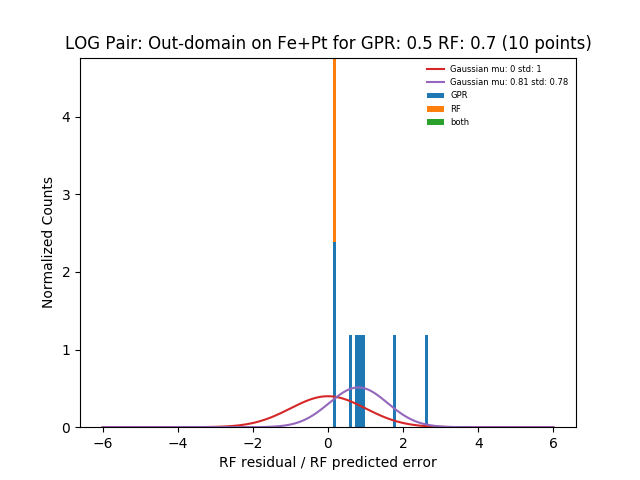 LOG Pair: Out-domain on Fe+Pt for GPR: 0.5 RF: 0.7 (10 points)
Gaussian mu: 0 std: 1
Gaussian mu: 0.81 std: 0.78
GPR
RF
both
Normalized Counts
4
3
2
1
0
−6
−4
−2
0
2
4
6
RF residual / RF predicted error